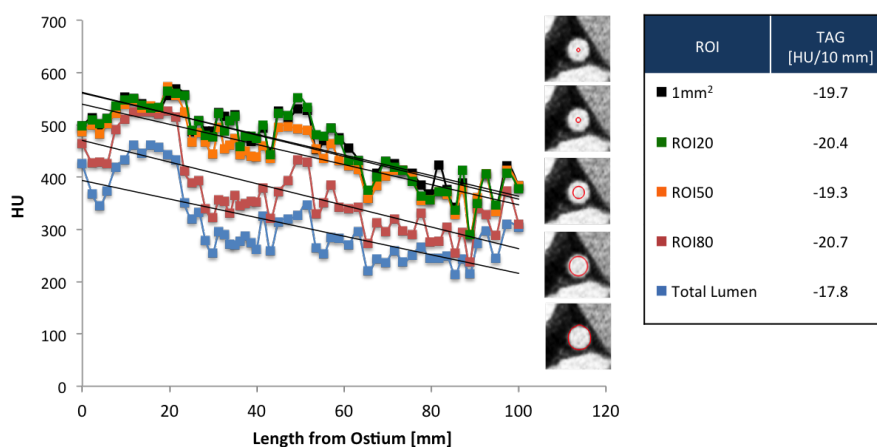 700
600
500
400
300
200
100
0
HU
0 20 40 60 80 100 120
Length from Ostium [mm]
ROI TAG
[HU/10 mm]
1mm² -19.7
ROI20 -20.4
ROI50 -19.3
ROI80 -20.7
Total Lumen -17.8